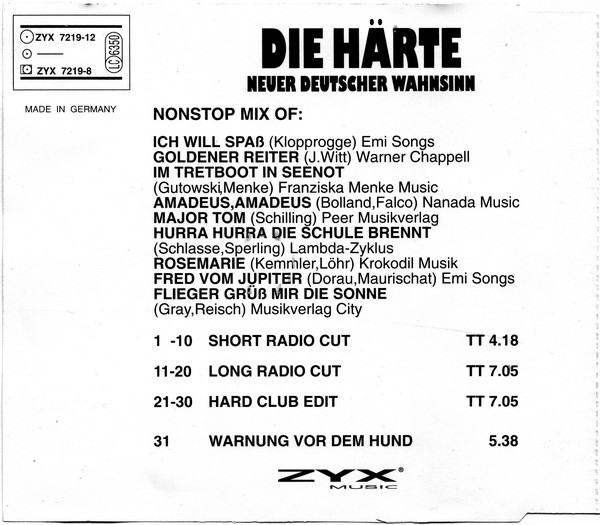 ZYX 7219-12
ZYX 7219-8
LC 6350
MADE IN GERMANY
DIE HÄRTE
NEUER DEUTSCHER WAHNSINN
NONSTOP MIX OF:
ICH WILL SPAß (Klopprogge) Emi Songs
GOLDENER REITER (J.Witt) Warner Chappell
IM TRETBOOT IN SEENOT
(Gutowski,Menke) Franziska Menke Music
AMADEUS,AMADEUS (Bolland,Falco) Nanada Music
MAJOR TOM (Schilling) Peer Musikverlag
HURRA HURRA DIE SCHULE BRENNT
(Schlasse,Sperling) Lambda-Zyklus
ROSEMARIE (Kemmler,Löhr) Krokodil Musik
FRED VOM JUPITER (Dorau,Maurischat) Emi Songs
FLIEGER GRÜß MIR DIE SONNE
(Gray,Reisch) Musikverlag City
1 -10 SHORT RADIO CUT TT 4.18
11-20 LONG RADIO CUT TT 7.05
21-30 HARD CLUB EDIT TT 7.05
31 WARNUNG VOR DEM HUND 5.38
ZYX®
MUSIC